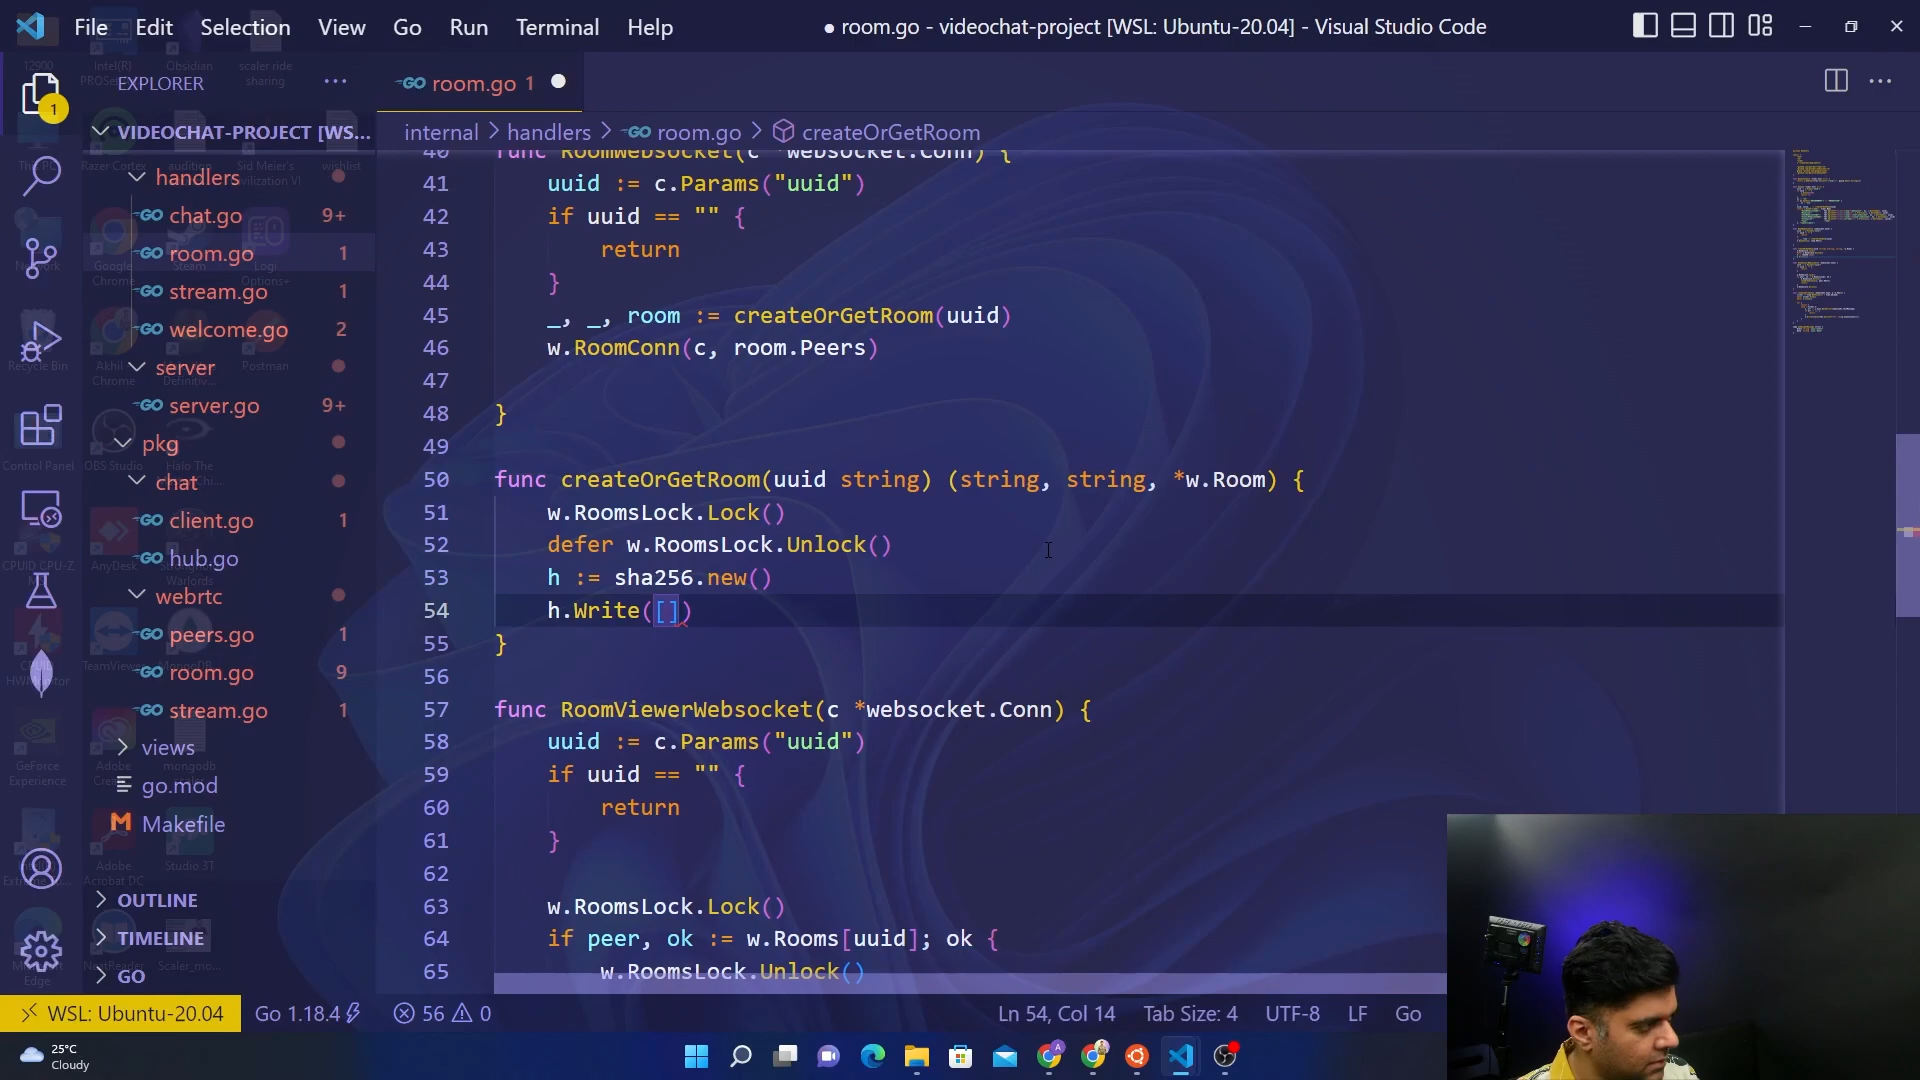 File Edit Selection View Go Run Terminal Help
● room.go - videochat-project [WSL: Ubuntu-20.04] - Visual Studio Code
EXPLORER
room.go 1
VIDEOCHAT-PROJECT [WS...
internal > handlers > room.go > createOrGetRoom
handlers
chat.go 9+
room.go 1
stream.go 1
welcome.go 2
server
server.go 9+
pkg
chat
client.go 1
hub.go
webrtc
peers.go 1
room.go 9
stream.go 1
views
go.mod
Makefile
OUTLINE
TIMELINE
GO
40 func RoomWebsocket(c *websocket.Conn) {
41 uuid := c.Params("uuid")
42 if uuid == "" {
43 return
44 }
45 _, _, room := createOrGetRoom(uuid)
46 w.RoomConn(c, room.Peers)
47
48 }
49
50 func createOrGetRoom(uuid string) (string, string, *w.Room) {
51 w.RoomsLock.Lock()
52 defer w.RoomsLock.Unlock()
53 h := sha256.new()
54 h.Write([])
55 }
56
57 func RoomViewerWebsocket(c *websocket.Conn) {
58 uuid := c.Params("uuid")
59 if uuid == "" {
60 return
61 }
62
63 w.RoomsLock.Lock()
64 if peer, ok := w.Rooms[uuid]; ok {
65 w.RoomsLock.Unlock()
WSL: Ubuntu-20.04 Go 1.18.4 56 0 Ln 54, Col 14 Tab Size: 4 UTF-8 LF Go
25°C
Cloudy